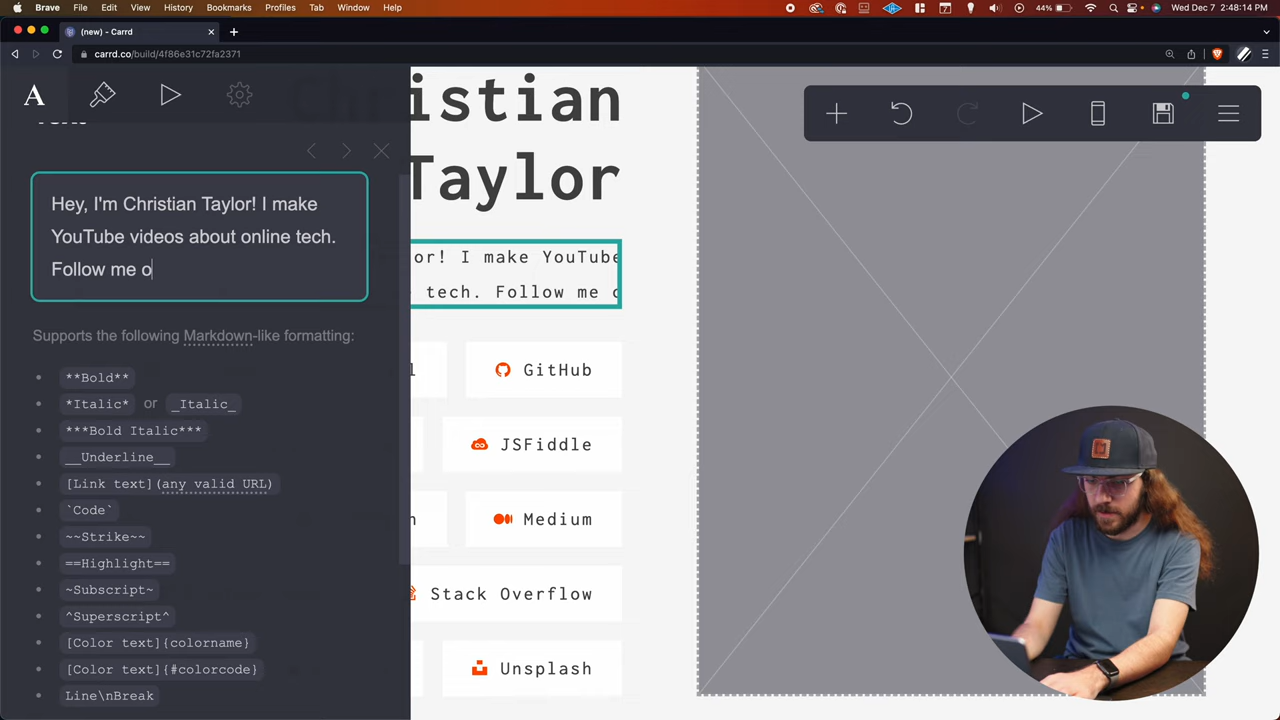 Brave File Edit View History Bookmarks Profiles Tab Window Help
44% Wed Dec 7 2:48:14 PM
(new) - Carrd
carrd.co/build/4f86e31c72fa2371
A
Hey, I'm Christian Taylor! I make
YouTube videos about online tech.
Follow me o
Supports the following Markdown-like formatting:
**Bold**
*Italic* or _Italic_
***Bold Italic***
__Underline__
[Link text](any valid URL)
`Code`
~~Strike~~
==Highlight==
~Subscript~
^Superscript^
[Color text]{colorname}
[Color text]{#colorcode}
Line\nBreak
istian
Taylor
or! I make YouTube
tech. Follow me o
GitHub
JSFiddle
Medium
Stack Overflow
Unsplash